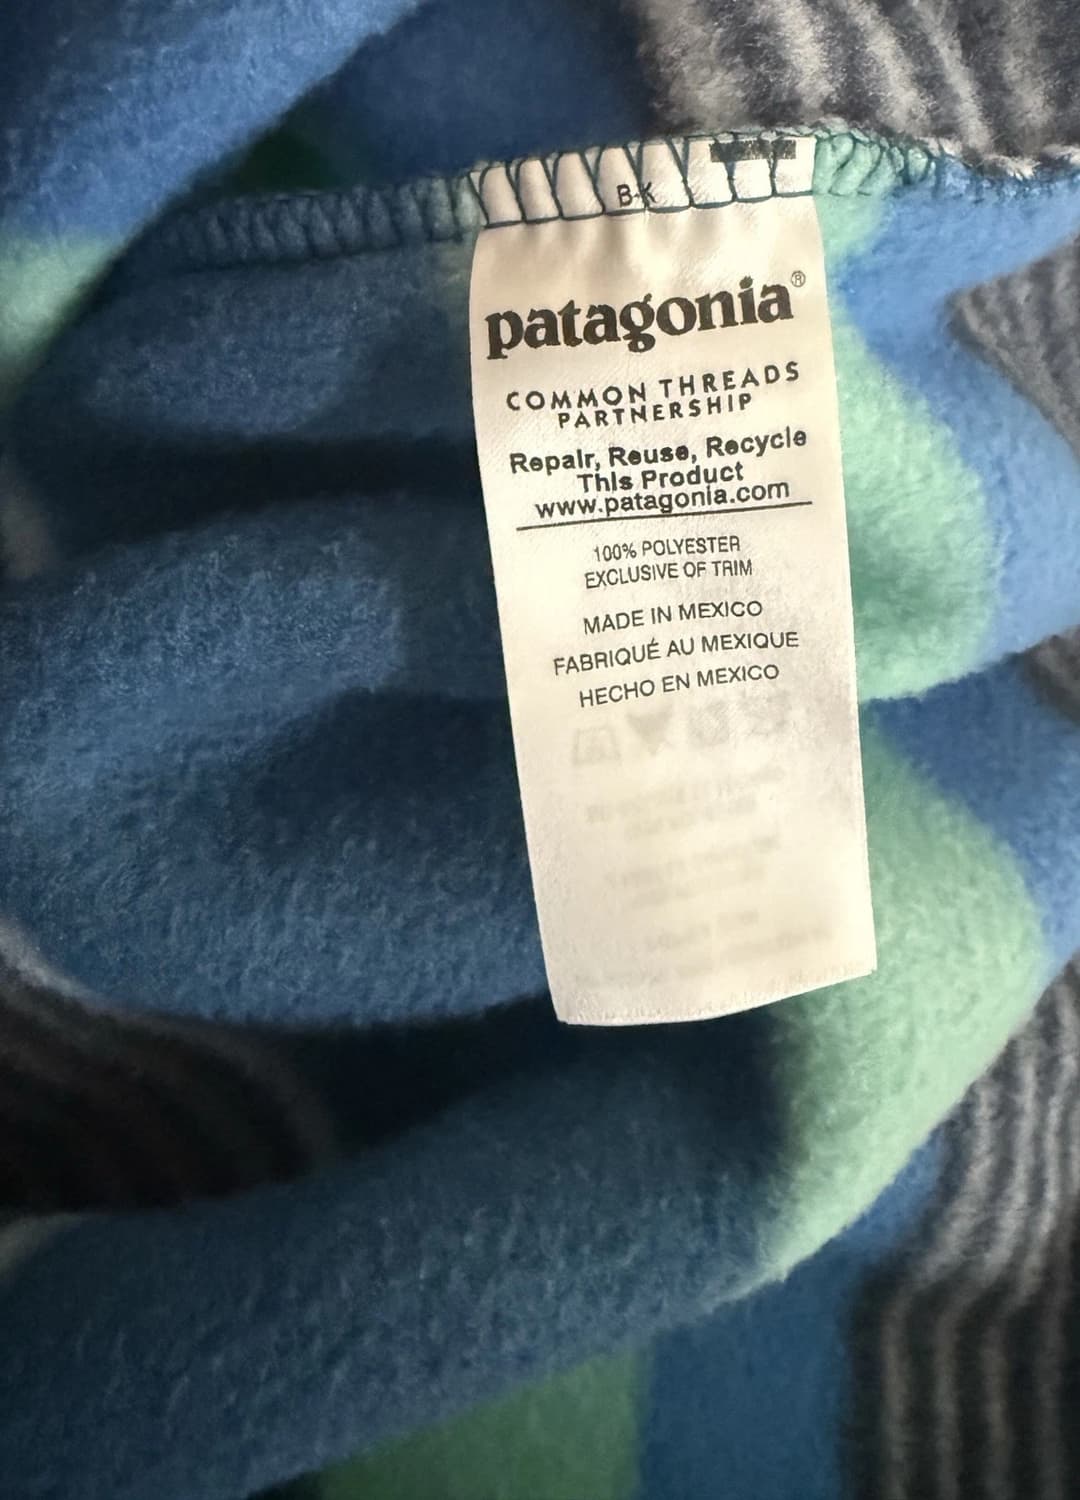 B-K
patagonia®
COMMON THREADS
PARTNERSHIP
Repair, Reuse, Recycle
This Product
www.patagonia.com
100% POLYESTER
EXCLUSIVE OF TRIM
MADE IN MEXICO
FABRIQUÉ AU MEXIQUE
HECHO EN MEXICO